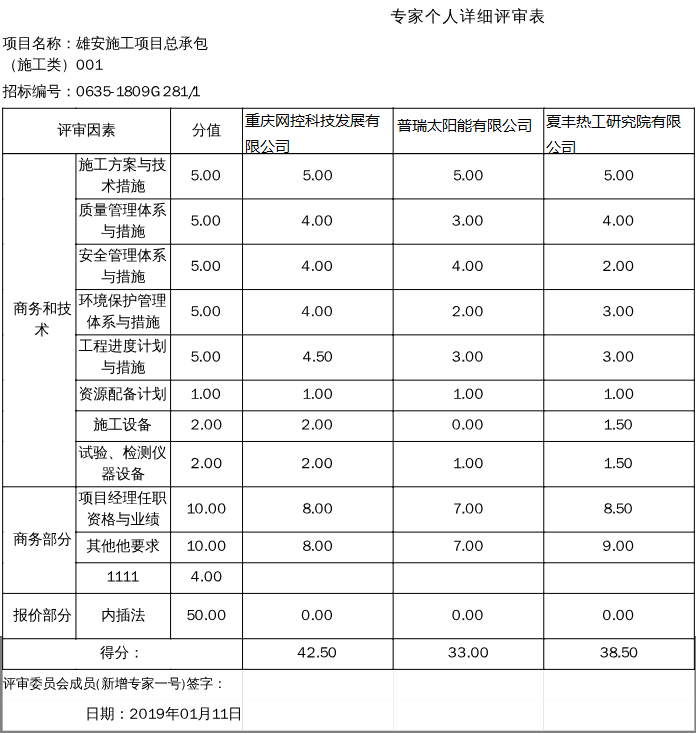 专家个人详细评审表
项目名称：雄安施工项目总承包
（施工类）001
招标编号：0635-1809G281/1
评审因素 分值 重庆网控科技发展有限公司 普瑞太阳能有限公司 夏丰热工研究院有限公司
商务和技术
施工方案与技术措施 5.00 5.00 5.00 5.00
质量管理体系与措施 5.00 4.00 3.00 4.00
安全管理体系与措施 5.00 4.00 4.00 2.00
环境保护管理体系与措施 5.00 4.00 2.00 3.00
工程进度计划与措施 5.00 4.50 3.00 3.00
资源配备计划 1.00 1.00 1.00 1.00
施工设备 2.00 2.00 0.00 1.50
试验、检测仪器设备 2.00 2.00 1.00 1.50
商务部分
项目经理任职资格与业绩 10.00 8.00 7.00 8.50
其他他要求 10.00 8.00 7.00 9.00
1111 4.00
报价部分 内插法 50.00 0.00 0.00 0.00
得分： 42.50 33.00 38.50
评审委员会成员(新增专家一号)签字：
日期：2019年01月11日